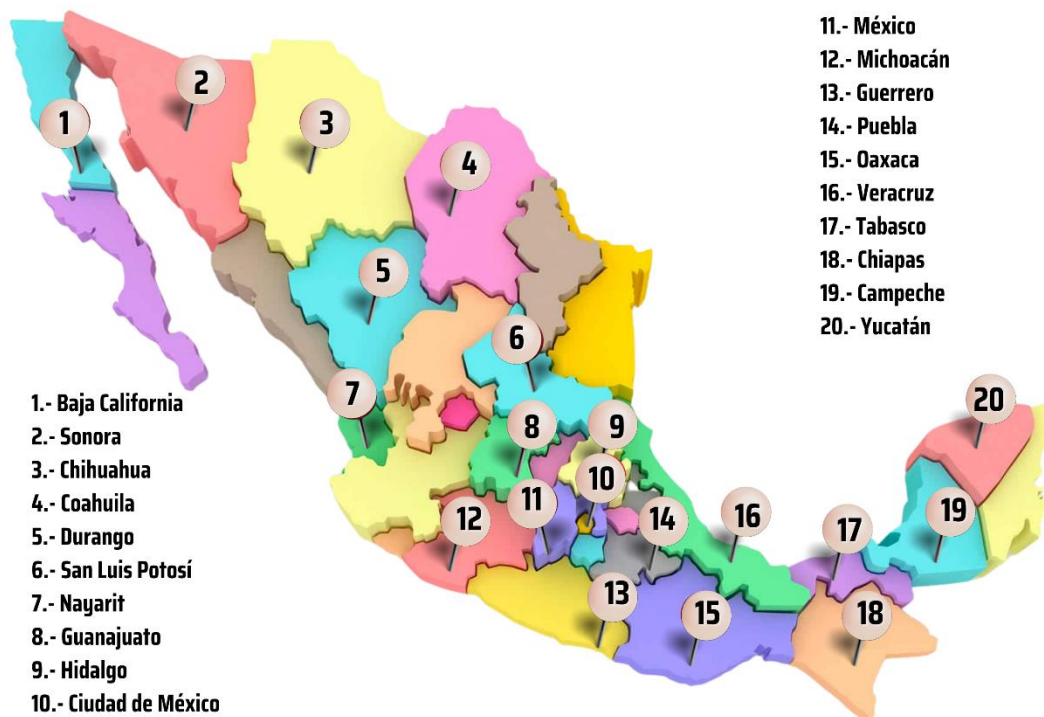 1
2
3
4
5
6
7
8
9
10
11
12
13
14
15
16
17
18
19
20
1.- Baja California
2.- Sonora
3.- Chihuahua
4.- Coahuila
5.- Durango
6.- San Luis Potosí
7.- Nayarit
8.- Guanajuato
9.- Hidalgo
10.- Ciudad de México
11.- México
12.- Michoacán
13.- Guerrero
14.- Puebla
15.- Oaxaca
16.- Veracruz
17.- Tabasco
18.- Chiapas
19.- Campeche
20.- Yucatán